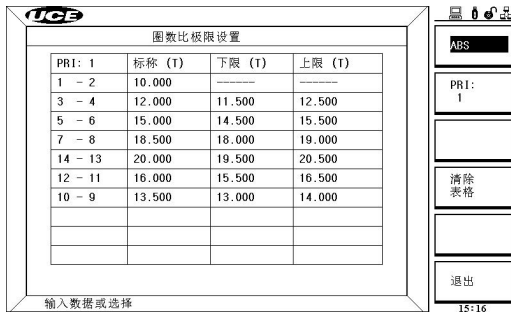 UCE
圈数比极限设置
PRI: 1 标称 (T) 下限 (T) 上限 (T)
1 - 2 10.000 ------ ------
3 - 4 12.000 11.500 12.500
5 - 6 15.000 14.500 15.500
7 - 8 18.500 18.000 19.000
14 - 13 20.000 19.500 20.500
12 - 11 16.000 15.500 16.500
10 - 9 13.500 13.000 14.000
输入数据或选择
ABS
PRI:
1
清除
表格
退出
15:16